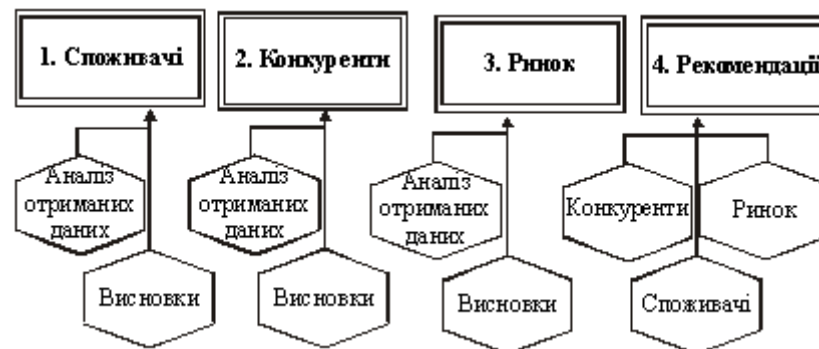 1. Споживачі
2. Конкуренти
3. Ринок
4. Рекомендації
Аналіз
отриманих
даних
Аналіз
отриманих
даних
Аналіз
отриманих
даних
Конкуренти
Ринок
Висновки
Висновки
Висновки
Споживачі